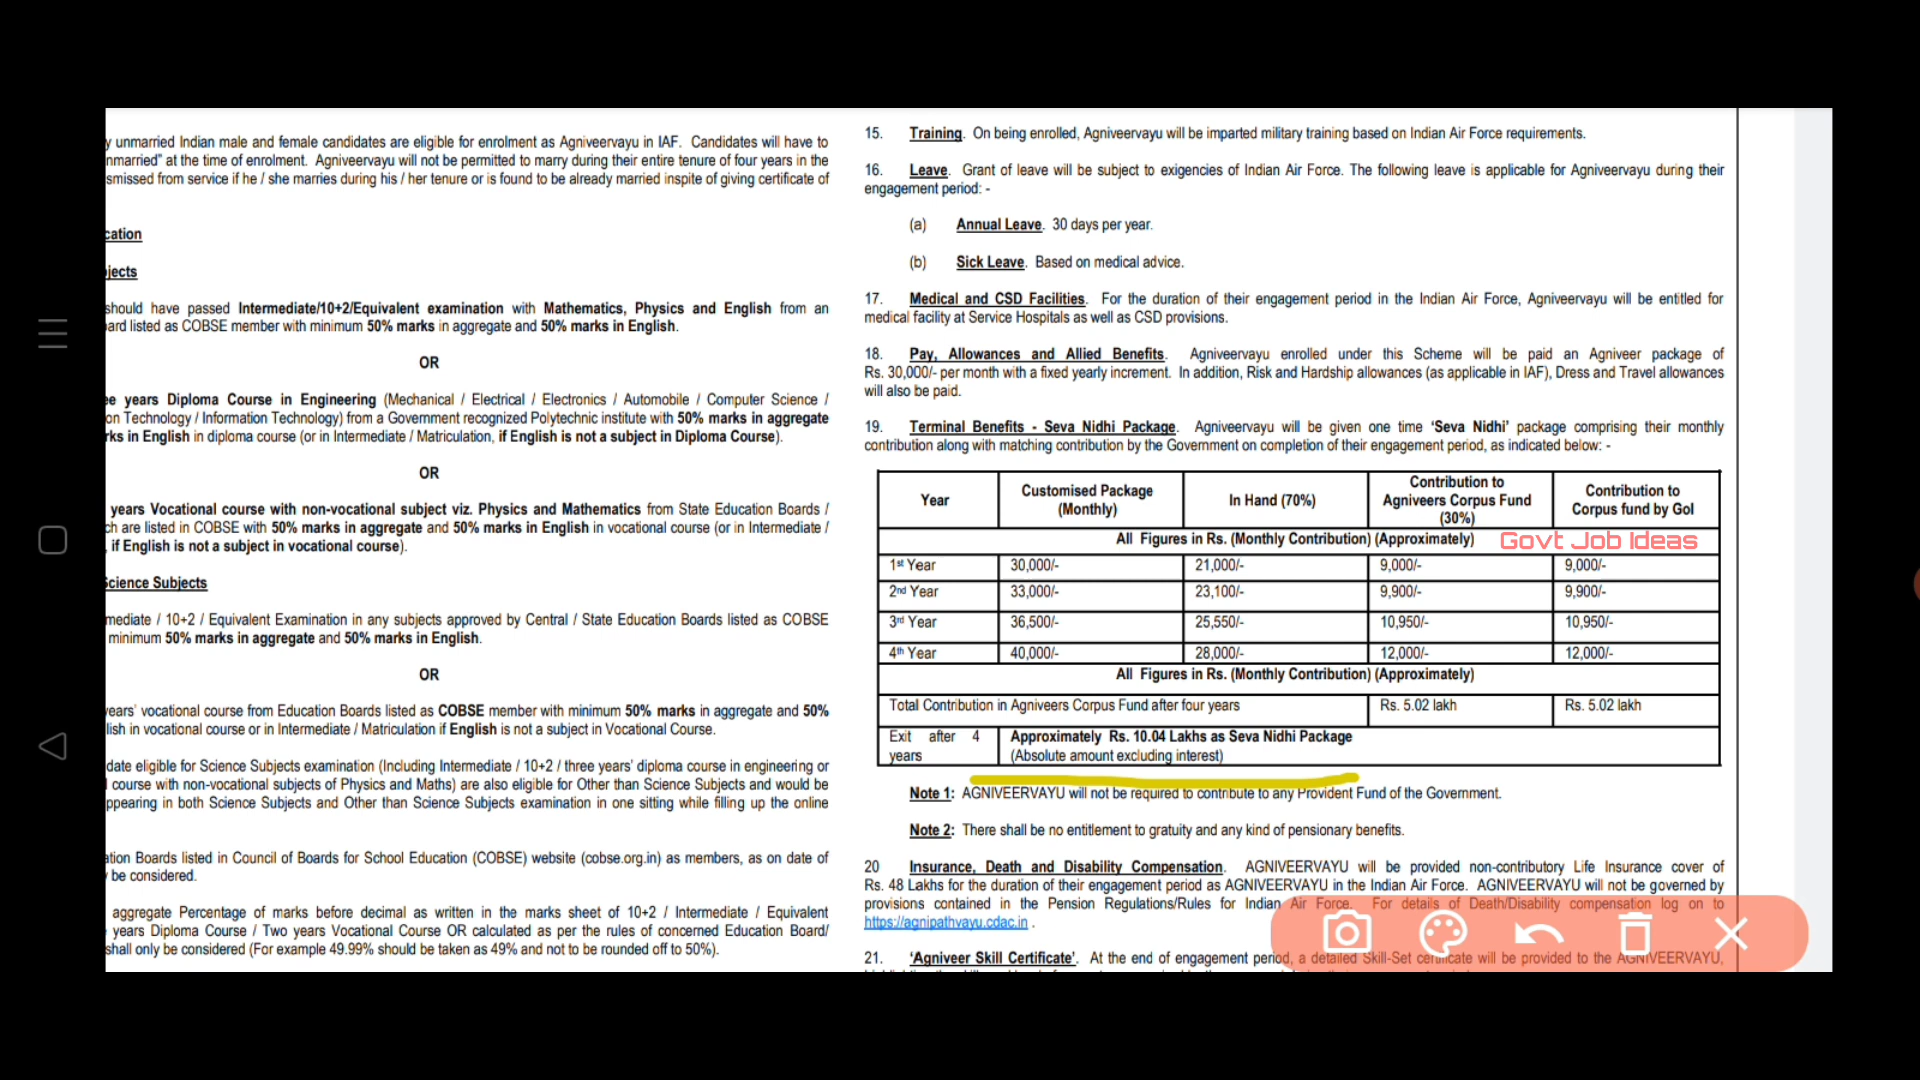 y unmarried Indian male and female candidates are eligible for enrolment as Agniveervayu in IAF. Candidates will have to
nmarried" at the time of enrolment. Agniveervayu will not be permitted to marry during their entire tenure of four years in the
smissed from service if he / she marries during his / her tenure or is found to be already married inspite of giving certificate of
cation
jects
should have passed Intermediate/10+2/Equivalent examination with Mathematics, Physics and English from an
ard listed as COBSE member with minimum 50% marks in aggregate and 50% marks in English.
OR
ee years Diploma Course in Engineering (Mechanical / Electrical / Electronics / Automobile / Computer Science /
on Technology / Information Technology) from a Government recognized Polytechnic institute with 50% marks in aggregate
rks in English in diploma course (or in Intermediate / Matriculation, if English is not a subject in Diploma Course).
OR
years Vocational course with non-vocational subject viz. Physics and Mathematics from State Education Boards /
ch are listed in COBSE with 50% marks in aggregate and 50% marks in English in vocational course (or in Intermediate /
, if English is not a subject in vocational course).
Science Subjects
mediate / 10+2 / Equivalent Examination in any subjects approved by Central / State Education Boards listed as COBSE
minimum 50% marks in aggregate and 50% marks in English.
OR
years' vocational course from Education Boards listed as COBSE member with minimum 50% marks in aggregate and 50%
lish in vocational course or in Intermediate / Matriculation if English is not a subject in Vocational Course.
date eligible for Science Subjects examination (Including Intermediate / 10+2 / three years' diploma course in engineering or
course with non-vocational subjects of Physics and Maths) are also eligible for Other than Science Subjects and would be
ppearing in both Science Subjects and Other than Science Subjects examination in one sitting while filling up the online
ation Boards listed in Council of Boards for School Education (COBSE) website (cobse.org.in) as members, as on date of
be considered.
aggregate Percentage of marks before decimal as written in the marks sheet of 10+2 / Intermediate / Equivalent
years Diploma Course / Two years Vocational Course OR calculated as per the rules of concerned Education Board/
shall only be considered (For example 49.99% should be taken as 49% and not to be rounded off to 50%).
15. Training. On being enrolled, Agniveervayu will be imparted military training based on Indian Air Force requirements.
16. Leave. Grant of leave will be subject to exigencies of Indian Air Force. The following leave is applicable for Agniveervayu during their
engagement period: -
(a) Annual Leave. 30 days per year.
(b) Sick Leave. Based on medical advice.
17. Medical and CSD Facilities. For the duration of their engagement period in the Indian Air Force, Agniveervayu will be entitled for
medical facility at Service Hospitals as well as CSD provisions.
18. Pay, Allowances and Allied Benefits. Agniveervayu enrolled under this Scheme will be paid an Agniveer package of
Rs. 30,000/- per month with a fixed yearly increment. In addition, Risk and Hardship allowances (as applicable in IAF), Dress and Travel allowances
will also be paid.
19. Terminal Benefits - Seva Nidhi Package. Agniveervayu will be given one time 'Seva Nidhi' package comprising their monthly
contribution along with matching contribution by the Government on completion of their engagement period, as indicated below: -
Year Customised Package (Monthly) In Hand (70%) Contribution to Agniveers Corpus Fund (30%) Contribution to Corpus fund by GoI
All Figures in Rs. (Monthly Contribution) (Approximately) Govt Job Ideas
1st Year 30,000/- 21,000/- 9,000/- 9,000/-
2nd Year 33,000/- 23,100/- 9,900/- 9,900/-
3rd Year 36,500/- 25,550/- 10,950/- 10,950/-
4th Year 40,000/- 28,000/- 12,000/- 12,000/-
All Figures in Rs. (Monthly Contribution) (Approximately)
Total Contribution in Agniveers Corpus Fund after four years Rs. 5.02 lakh Rs. 5.02 lakh
Exit after 4 years Approximately Rs. 10.04 Lakhs as Seva Nidhi Package
(Absolute amount excluding interest)
Note 1: AGNIVEERVAYU will not be required to contribute to any Provident Fund of the Government.
Note 2: There shall be no entitlement to gratuity and any kind of pensionary benefits.
20 Insurance, Death and Disability Compensation. AGNIVEERVAYU will be provided non-contributory Life Insurance cover of
Rs. 48 Lakhs for the duration of their engagement period as AGNIVEERVAYU in the Indian Air Force. AGNIVEERVAYU will not be governed by
provisions contained in the Pension Regulations/Rules for Indian Air Force. For details of Death/Disability compensation log on to
https://agnipathvayu.cdac.in .
21. 'Agniveer Skill Certificate'. At the end of engagement period, a detailed Skill-Set certificate will be provided to the AGNIVEERVAYU,